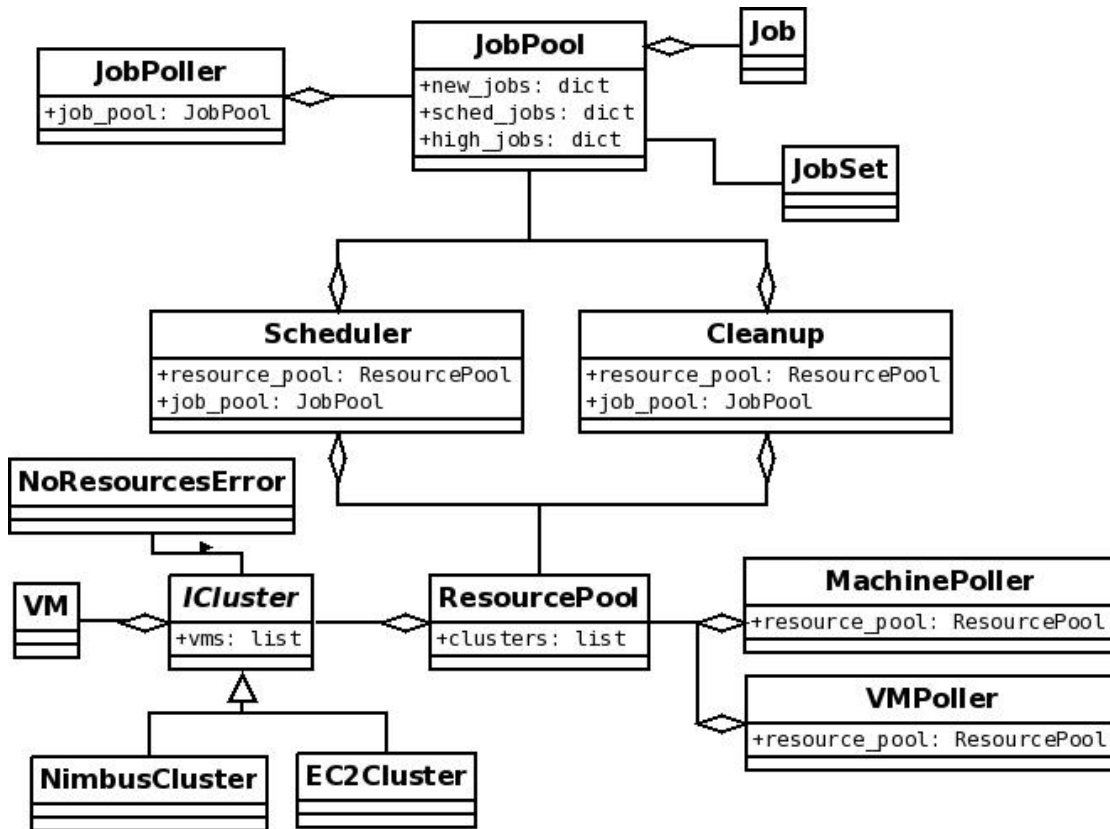 JobPool
+new_jobs: dict
+sched_jobs: dict
+high_jobs: dict
Job
JobPoller
+job_pool: JobPool
JobSet
Scheduler
+resource_pool: ResourcePool
+job_pool: JobPool
Cleanup
+resource_pool: ResourcePool
+job_pool: JobPool
NoResourcesError
VM
ICluster
+vms: list
ResourcePool
+clusters: list
MachinePoller
+resource_pool: ResourcePool
VMPoller
+resource_pool: ResourcePool
NimbusCluster
EC2Cluster